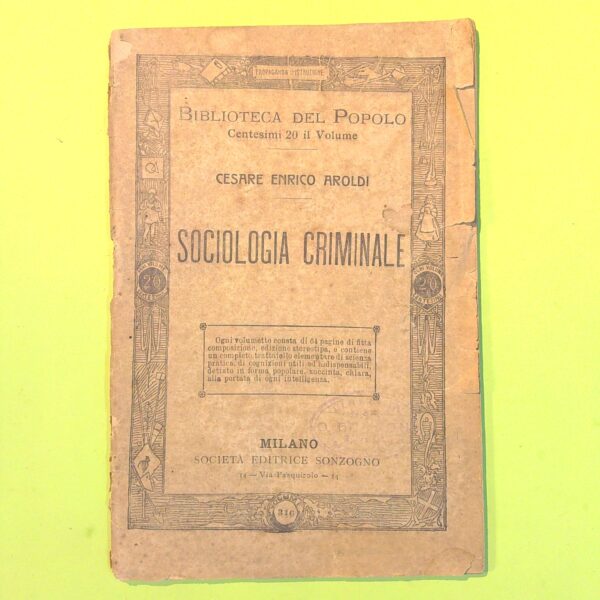 PROPAGANDA D'ISTRUZIONE
BIBLIOTECA DEL POPOLO
Centesimi 20 il Volume
CESARE ENRICO AROLDI
SOCIOLOGIA CRIMINALE
20
20
Ogni volumetto consta di 64 pagine di fitta
composizione, edizione stereotipa, e contiene
un completo trattatello elementare di scienza
pratica, di cognizioni utili ed indispensabili,
dettato in forma popolare, succinta, chiara,
alla portata di ogni intelligenza.
MILANO
SOCIETÀ EDITRICE SONZOGNO
14 — Via Pasquirolo — 14
316